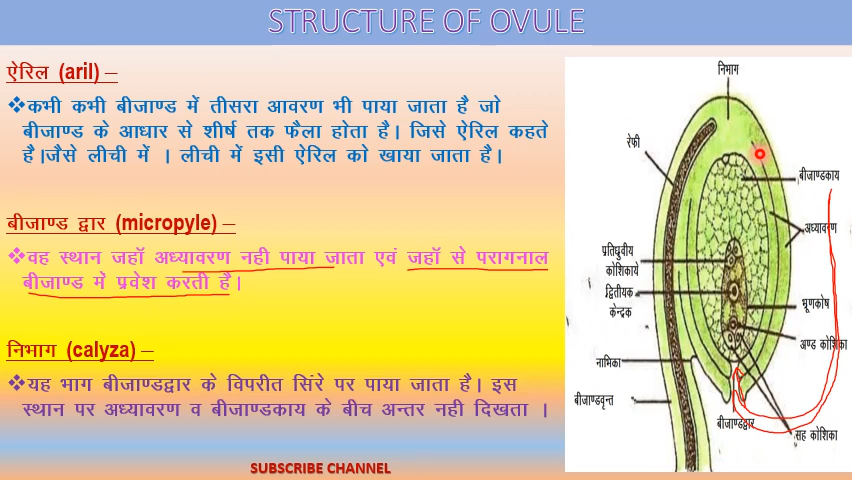 STRUCTURE OF OVULE
ऐरिल (aril) –
❖कभी कभी बीजाण्ड में तीसरा आवरण भी पाया जाता है जो
बीजाण्ड के आधार से शीर्ष तक फैला होता है। जिसे ऐरिल कहते
है।जैसे लीची में । लीची में इसी ऐरिल को खाया जाता है।
बीजाण्ड द्वार (micropyle) –
❖वह स्थान जहॉ अध्यावरण नही पाया जाता एवं जहॉ से परागनाल
बीजाण्ड में प्रवेश करती है।
निभाग (calyza) –
❖यह भाग बीजाण्डद्वार के विपरीत सिंरे पर पाया जाता है। इस
स्थान पर अध्यावरण व बीजाण्डकाय के बीच अन्तर नही दिखता ।
SUBSCRIBE CHANNEL
निभाग
रेफी
बीजाण्डकाय
अध्यावरण
प्रतिध्रुवीय
कोशिकाये
द्वितीयक
केन्द्रक
भ्रूणकोष
अण्ड कोशिका
नाभिका
बीजाण्डवृन्त
बीजाण्डद्वार
सह कोशिका